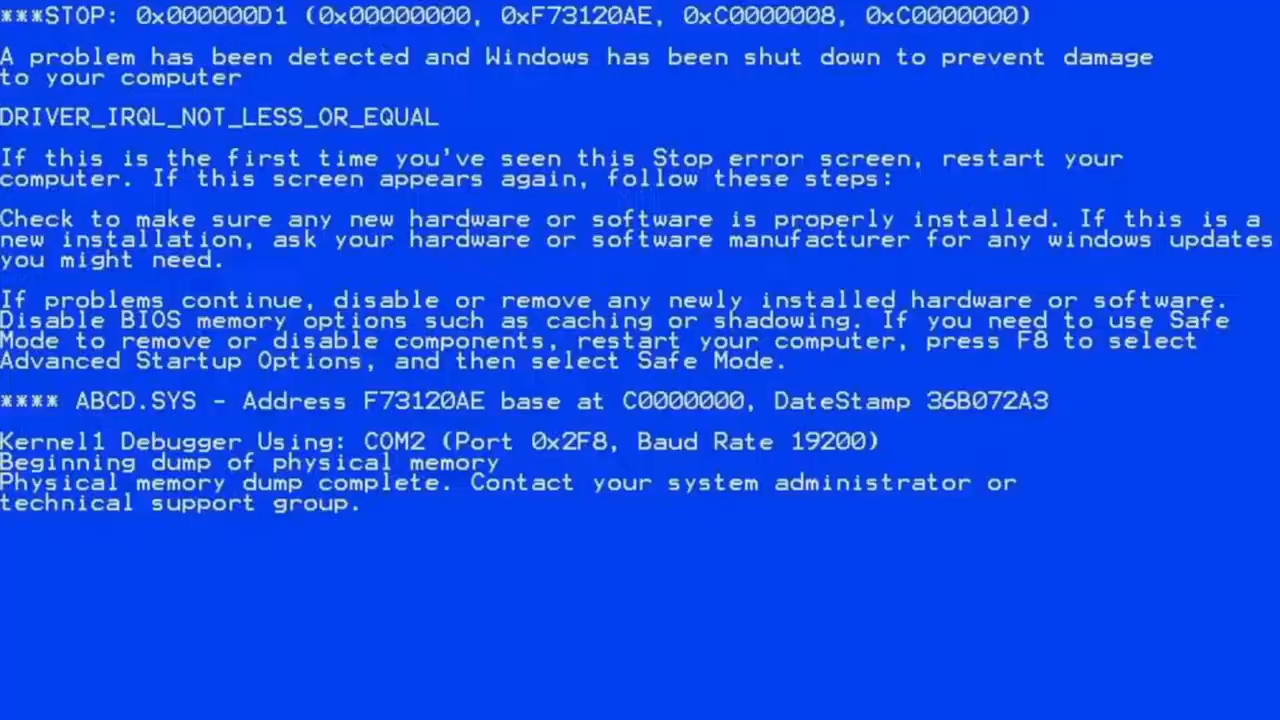 ***STOP: 0x000000D1 (0x00000000, 0xF73120AE, 0xC0000008, 0xC0000000)
A problem has been detected and Windows has been shut down to prevent damage
to your computer
DRIVER_IRQL_NOT_LESS_OR_EQUAL
If this is the first time you've seen this Stop error screen, restart your
computer. If this screen appears again, follow these steps:
Check to make sure any new hardware or software is properly installed. If this is a
new installation, ask your hardware or software manufacturer for any windows updates
you might need.
If problems continue, disable or remove any newly installed hardware or software.
Disable BIOS memory options such as caching or shadowing. If you need to use Safe
Mode to remove or disable components, restart your computer, press F8 to select
Advanced Startup Options, and then select Safe Mode.
**** ABCD.SYS - Address F73120AE base at C0000000, DateStamp 36B072A3
Kernel1 Debugger Using: COM2 (Port 0x2F8, Baud Rate 19200)
Beginning dump of physical memory
Physical memory dump complete. Contact your system administrator or
technical support group.